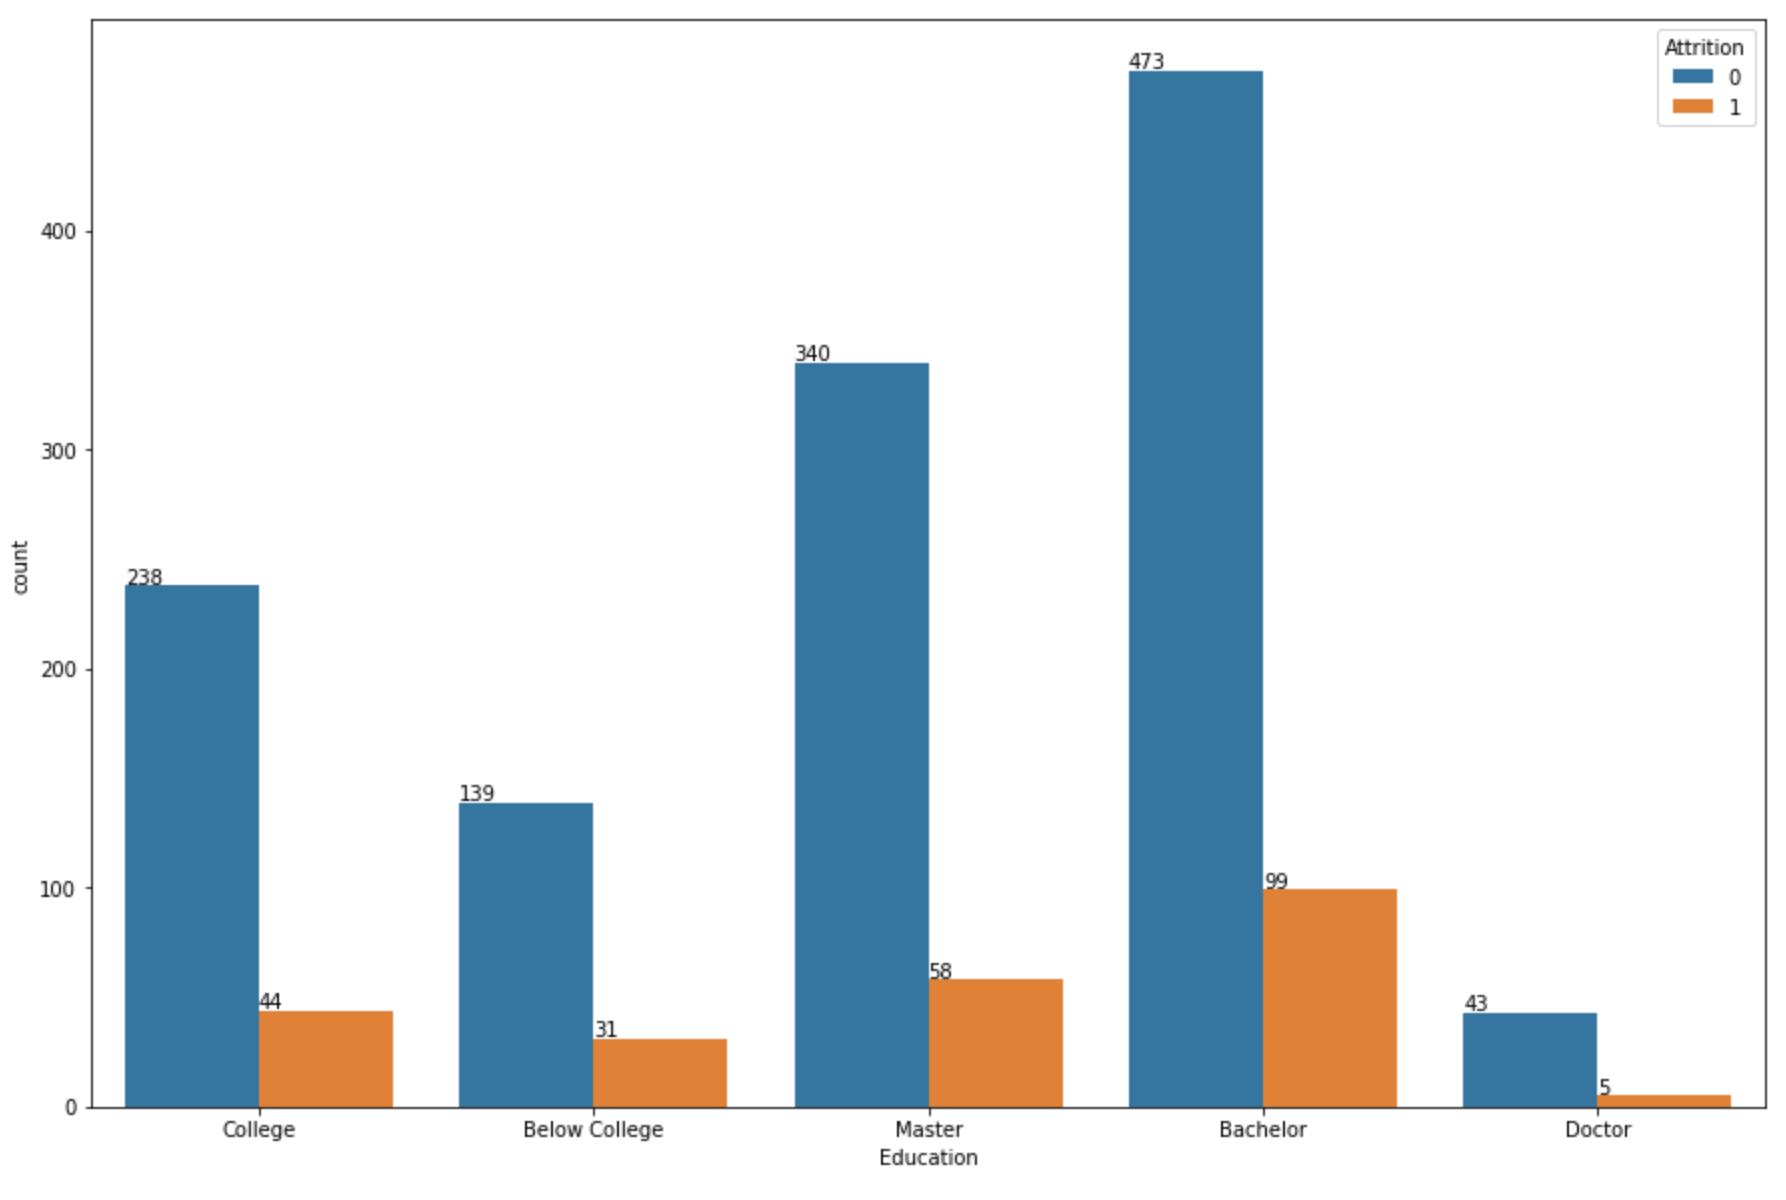 Attrition
0
1
473
340
238
139
99
58
44
31
43
5
400
300
200
100
0
count
College
Below College
Master
Bachelor
Doctor
Education